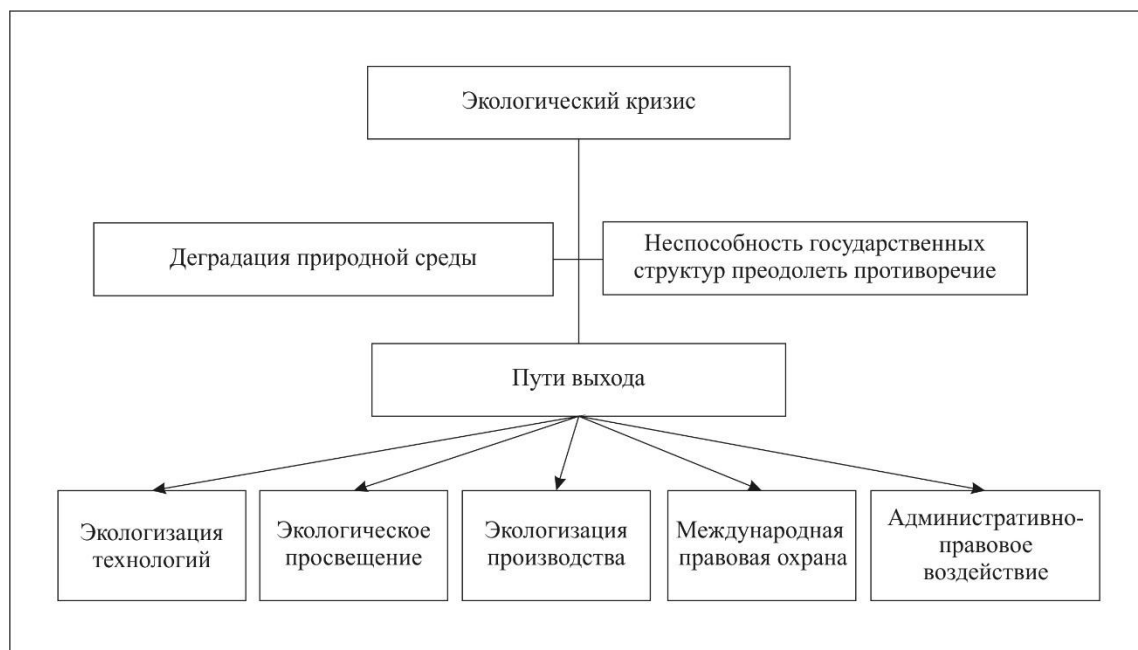 Экологический кризис
Деградация природной среды
Неспособность государственных
структур преодолеть противоречие
Пути выхода
Экологизация
технологий
Экологическое
просвещение
Экологизация
производства
Международная
правовая охрана
Административно-
правовое
воздействие